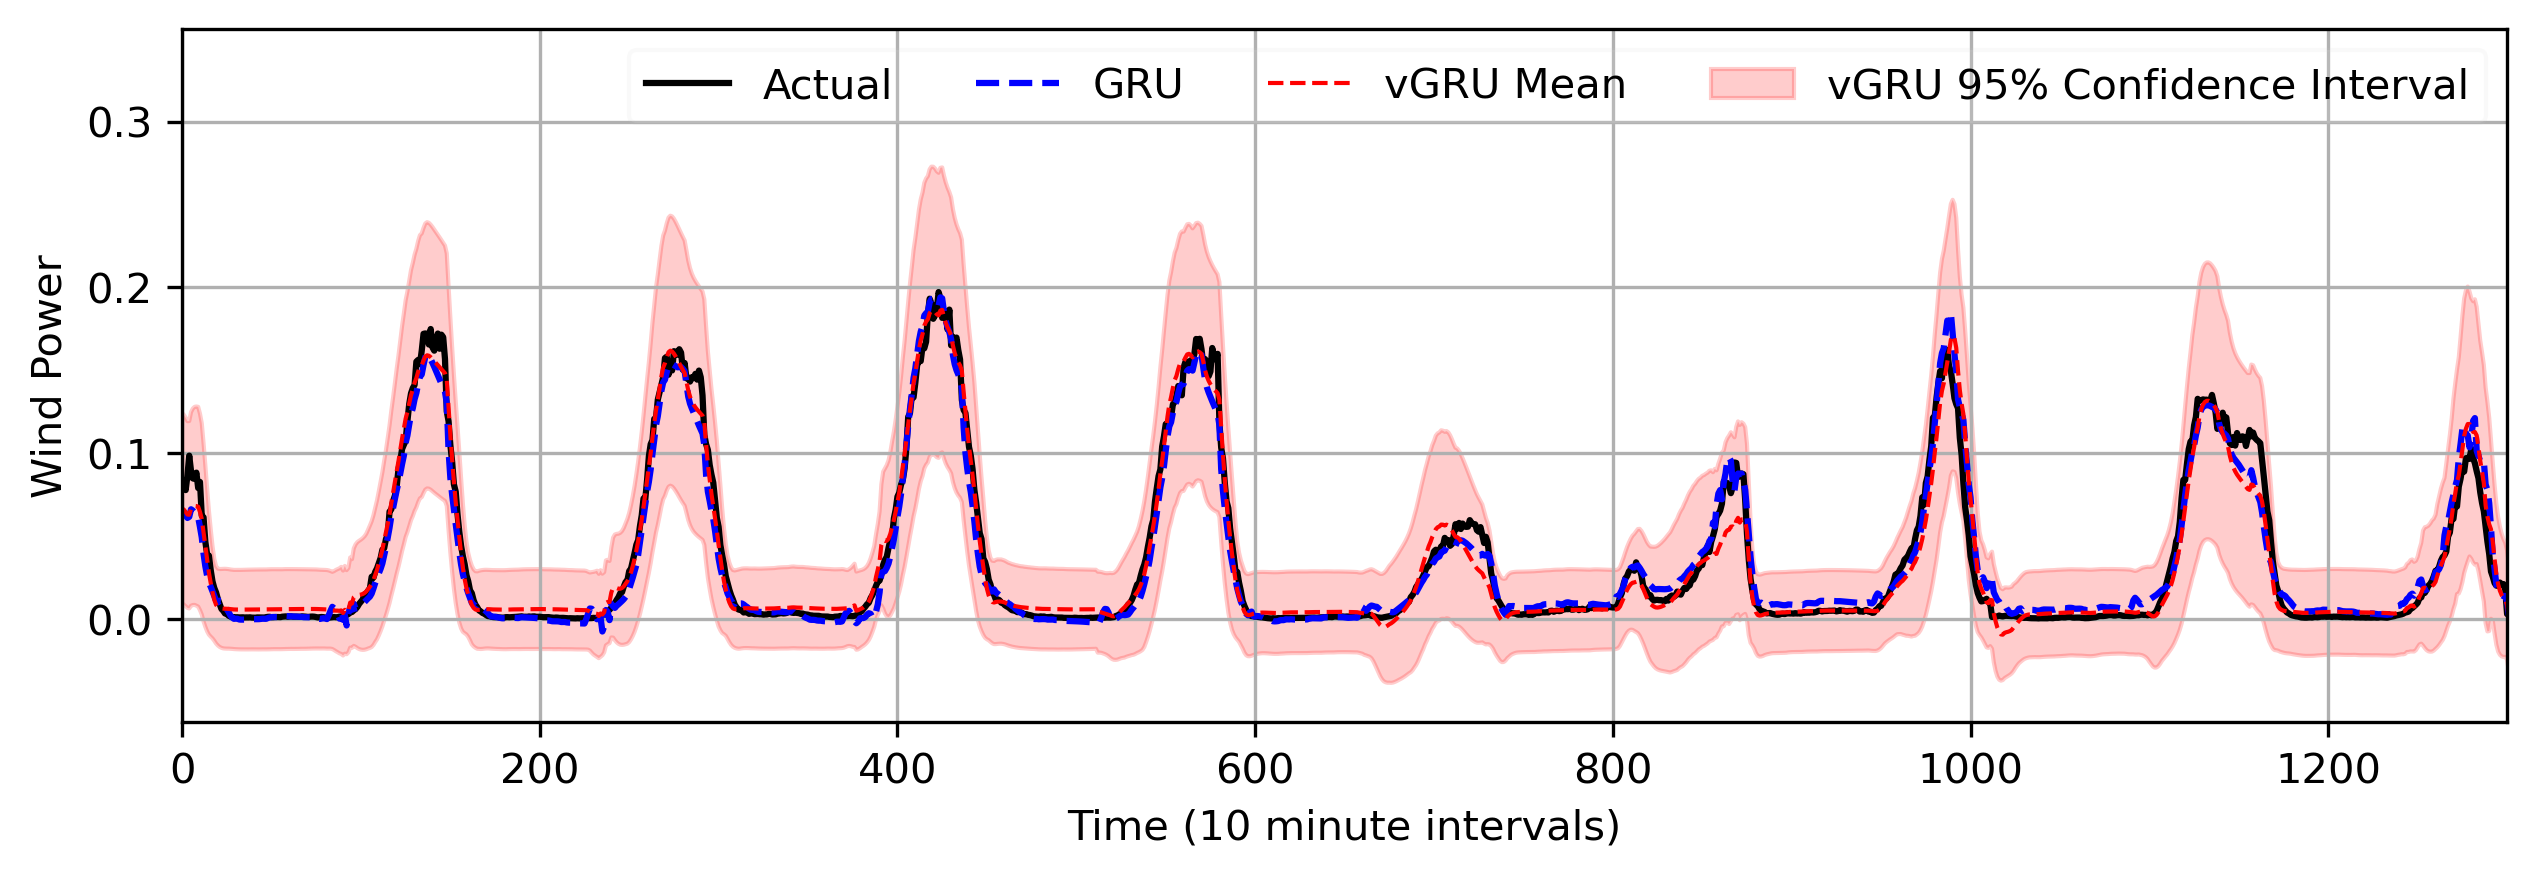 Actual GRU vGRU Mean vGRU 95% Confidence Interval
0.3
0.2
0.1
0.0
Wind Power
0 200 400 600 800 1000 1200
Time (10 minute intervals)